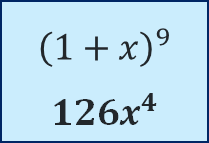 (1 + x)⁹
126x⁴